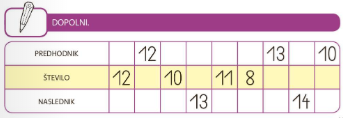 DOPOLNI.
PREDHODNIK 12 13 10
ŠTEVILO 12 10 11 8
NASLEDNIK 13 14